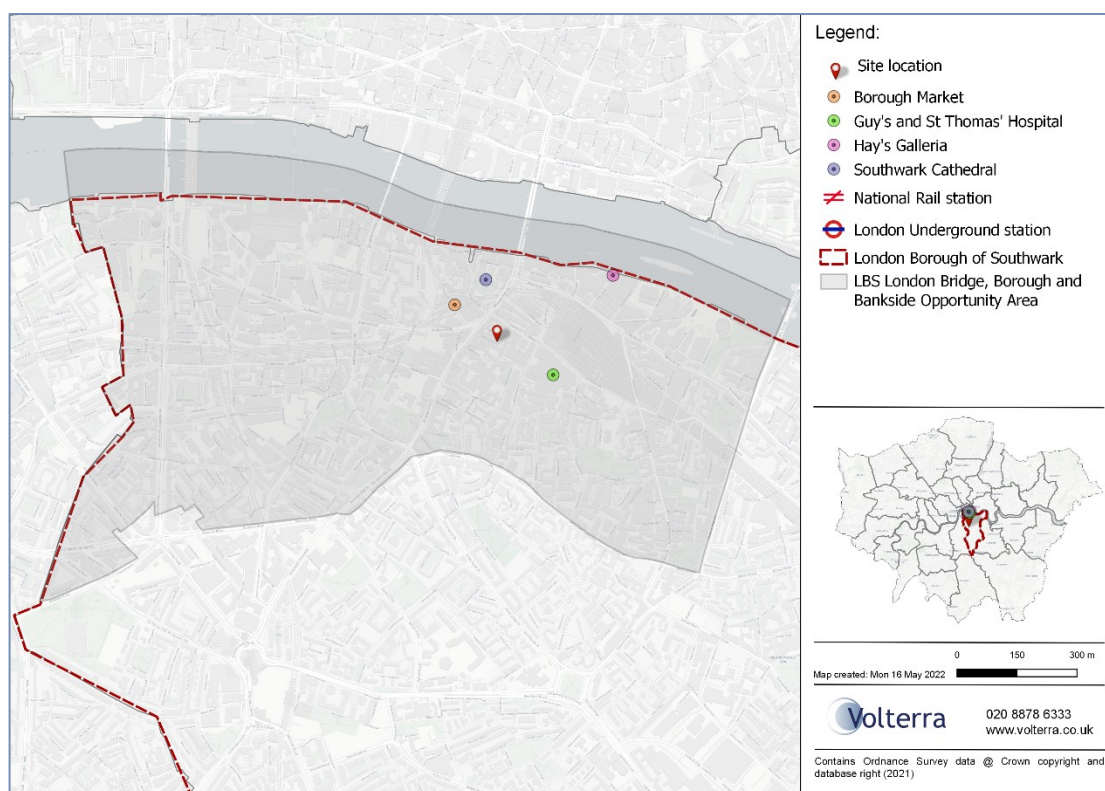 Legend:
Site location
Borough Market
Guy's and St Thomas' Hospital
Hay's Galleria
Southwark Cathedral
National Rail station
London Underground station
London Borough of Southwark
LBS London Bridge, Borough and
Bankside Opportunity Area
0 150 300 m
Map created: Mon 16 May 2022
Volterra
020 8878 6333
www.volterra.co.uk
Contains Ordnance Survey data @ Crown copyright and
database right (2021)